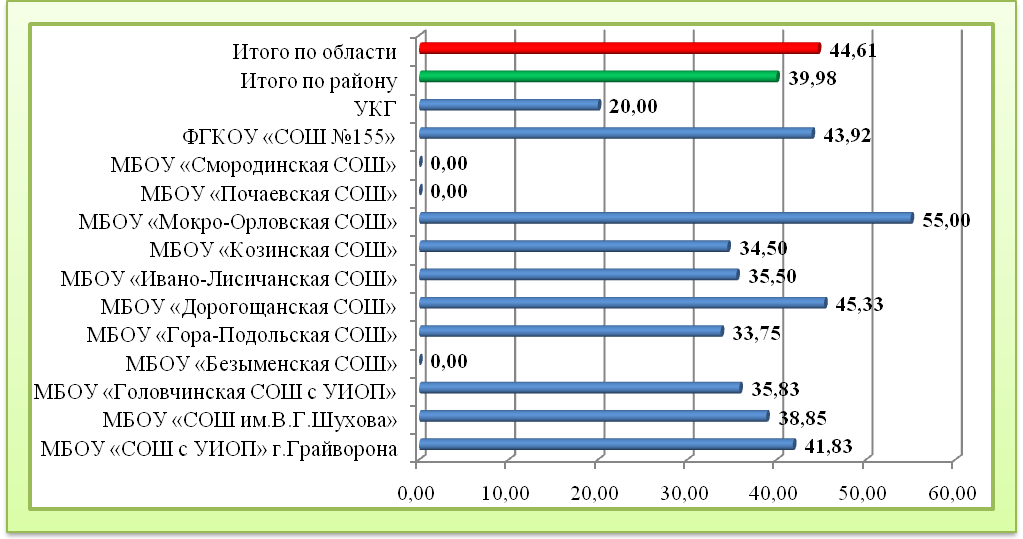 Итого по области 44,61
Итого по району 39,98
УКГ 20,00
ФГКОУ «СОШ №155» 43,92
МБОУ «Смородинская СОШ» 0,00
МБОУ «Почаевская СОШ» 0,00
МБОУ «Мокро-Орловская СОШ» 55,00
МБОУ «Козинская СОШ» 34,50
МБОУ «Ивано-Лисичанская СОШ» 35,50
МБОУ «Дорогощанская СОШ» 45,33
МБОУ «Гора-Подольская СОШ» 33,75
МБОУ «Безыменская СОШ» 0,00
МБОУ «Головчинская СОШ с УИОП» 35,83
МБОУ «СОШ им.В.Г.Шухова» 38,85
МБОУ «СОШ с УИОП» г.Грайворона 41,83
0,00 10,00 20,00 30,00 40,00 50,00 60,00